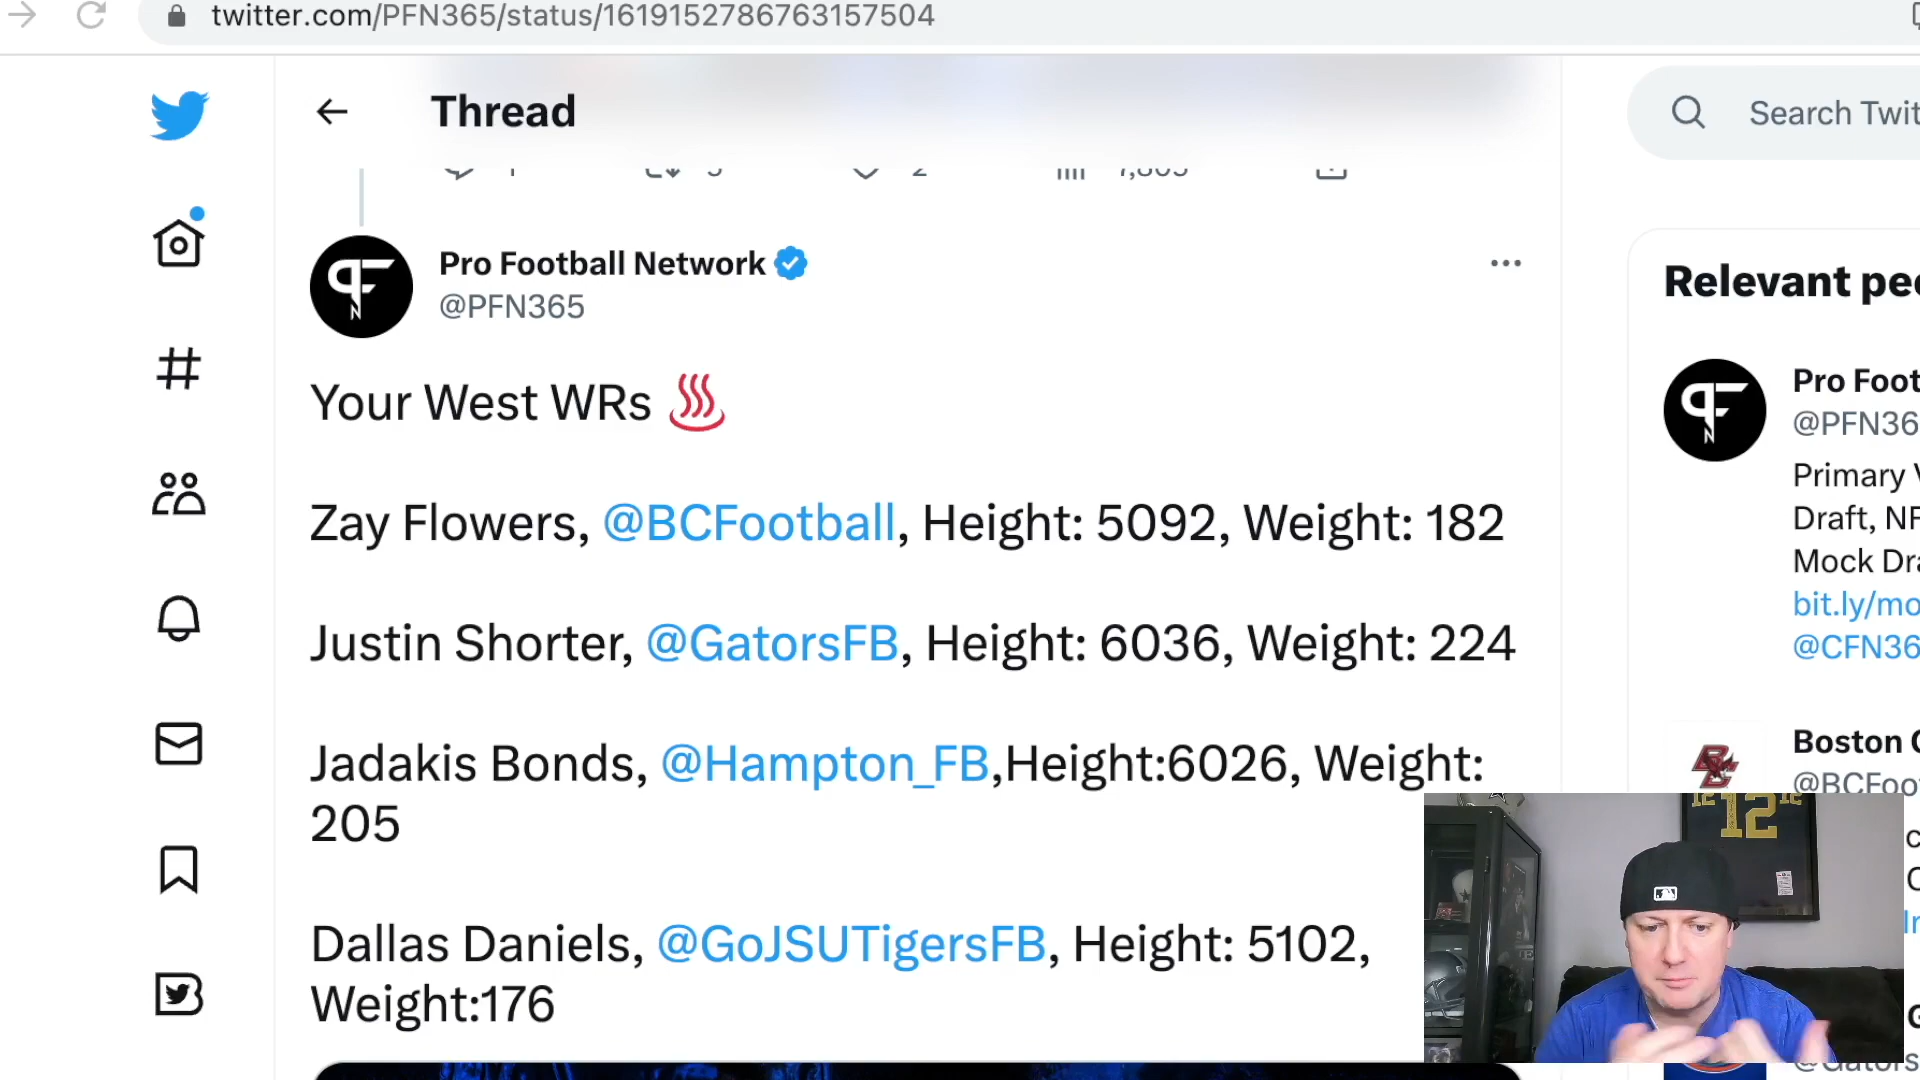 twitter.com/PFN365/status/1619152786763157504
Thread
Search Twit
Pro Football Network
@PFN365
Your West WRs
Zay Flowers, @BCFootball, Height: 5092, Weight: 182
Justin Shorter, @GatorsFB, Height: 6036, Weight: 224
Jadakis Bonds, @Hampton_FB,Height:6026, Weight:
205
Dallas Daniels, @GoJSUTigersFB, Height: 5102,
Weight:176
Relevant pe
Pro Foot
@PFN36
Primary
Draft, NF
Mock Dra
bit.ly/mo
@CFN36
Boston C
@BCFoot
12 12
12